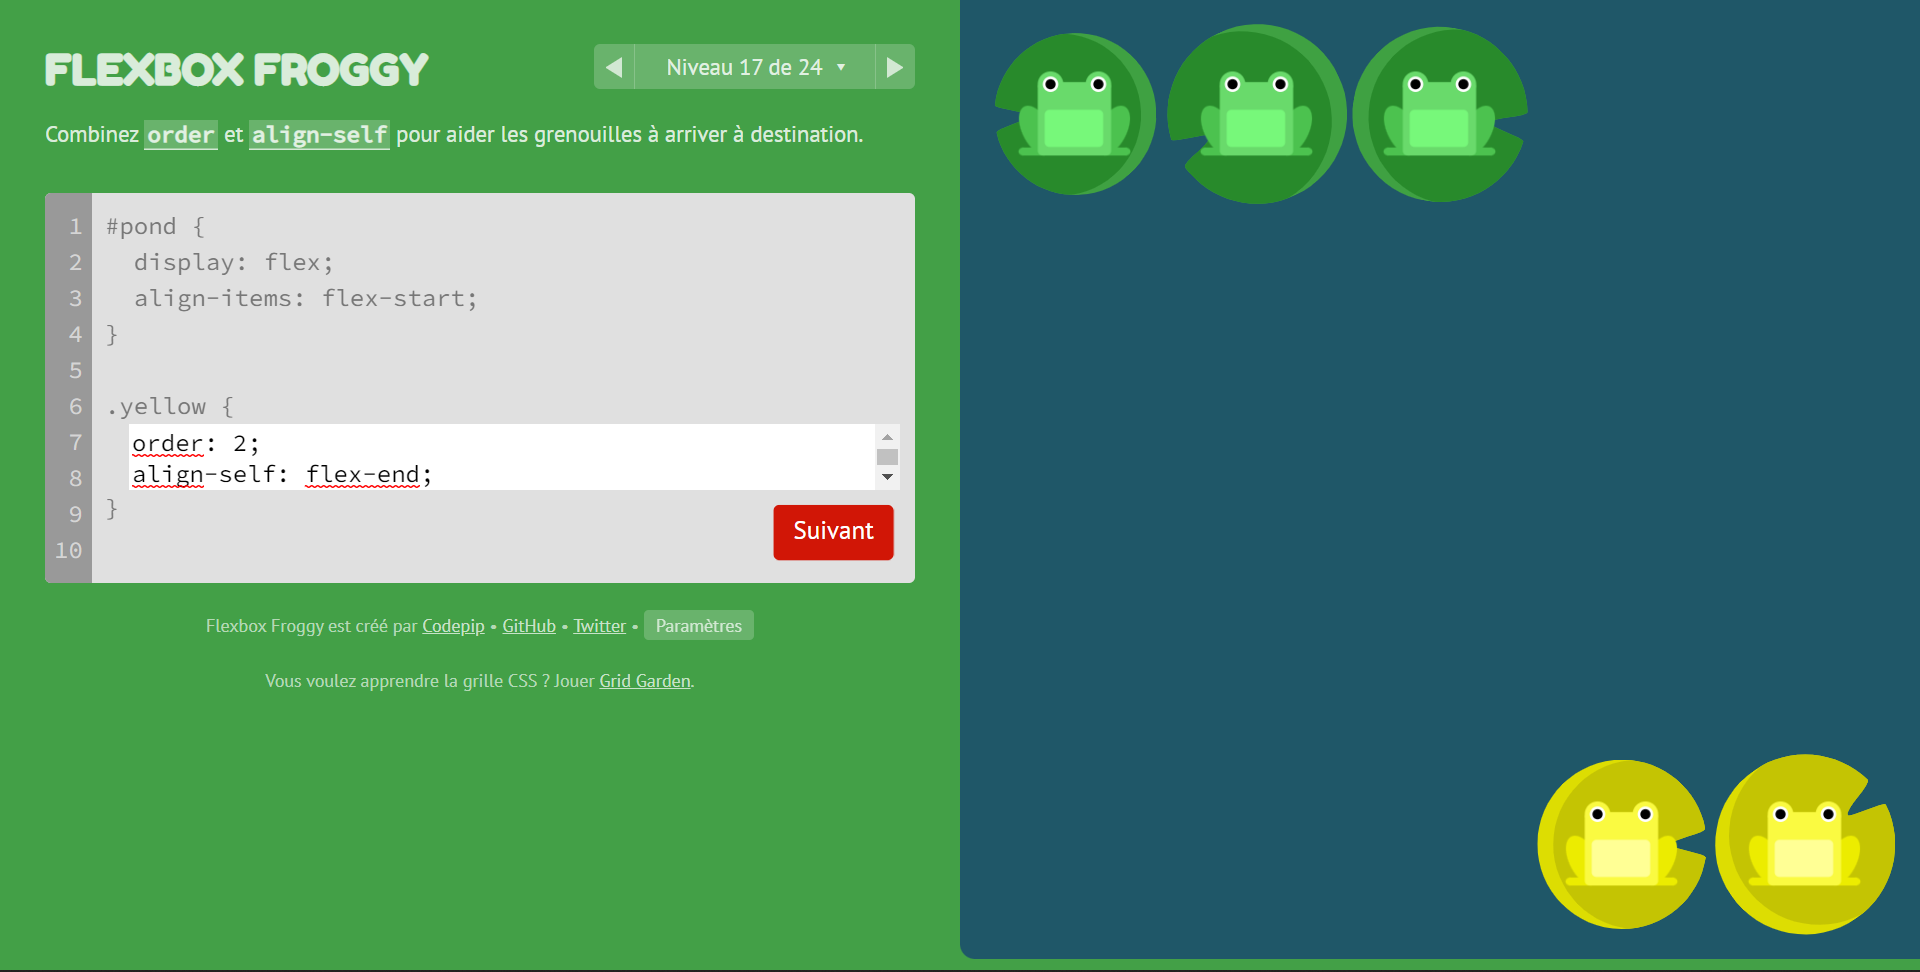 FLEXBOX FROGGY
Niveau 17 de 24
Combinez order et align-self pour aider les grenouilles à arriver à destination.
1 #pond {
2 display: flex;
3 align-items: flex-start;
4 }
5
6 .yellow {
7 order: 2;
8 align-self: flex-end;
9 }
10
Suivant
Flexbox Froggy est créé par Codepip • GitHub • Twitter • Paramètres
Vous voulez apprendre la grille CSS ? Jouer Grid Garden.